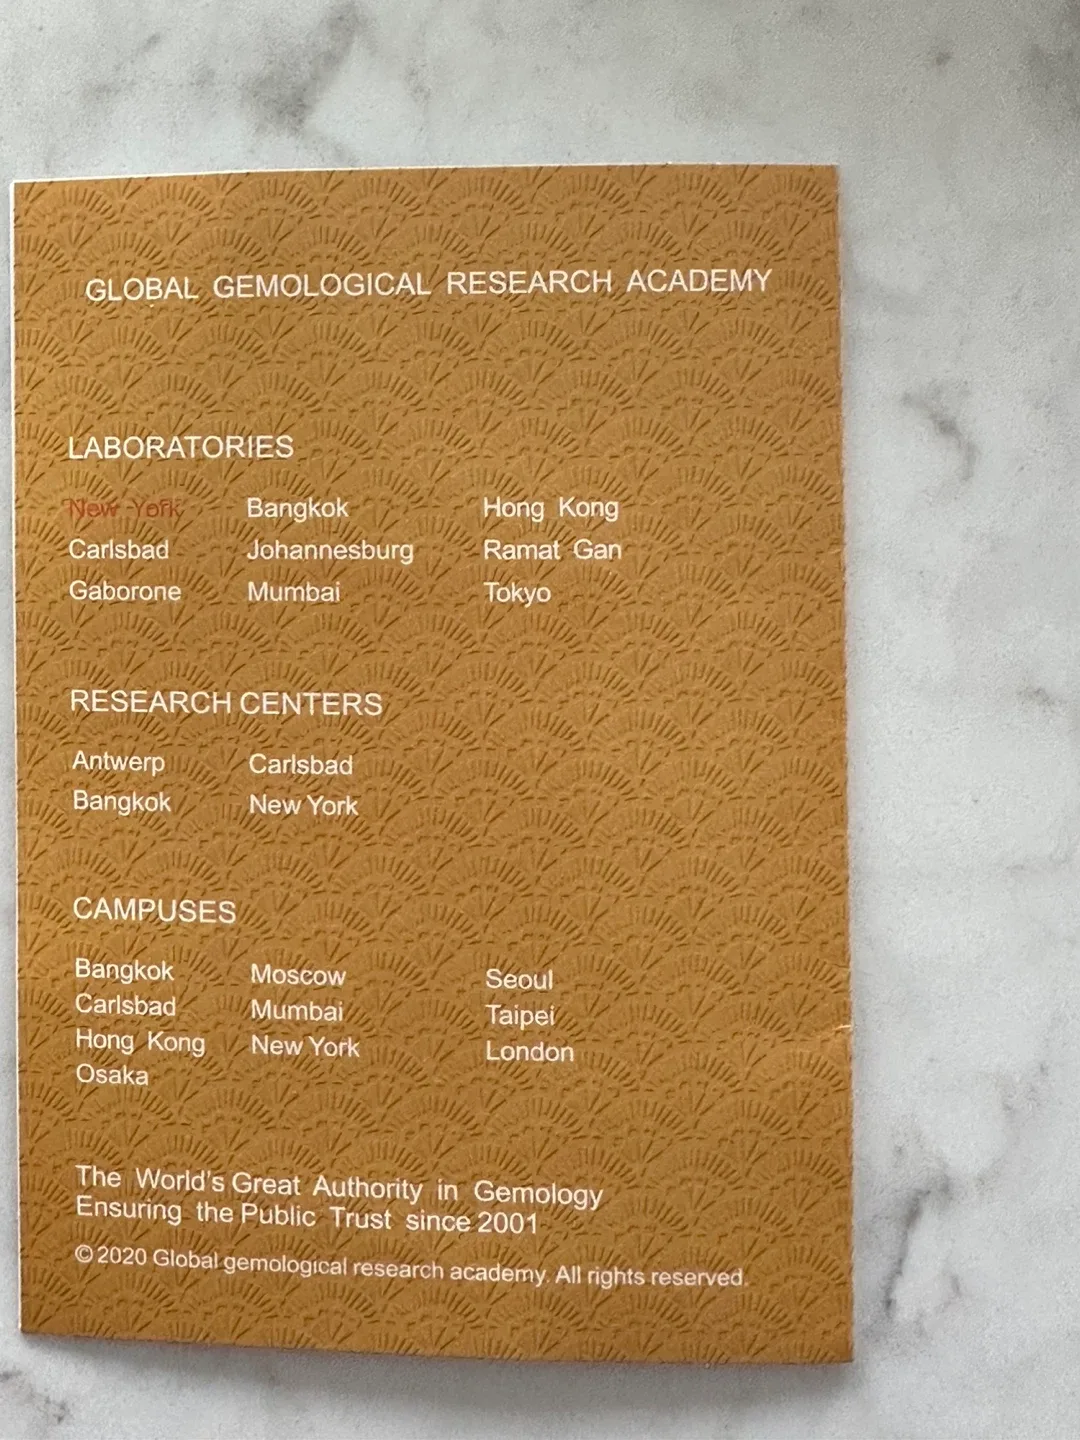 GLOBAL GEMOLOGICAL RESEARCH ACADEMY
LABORATORIES
New York Bangkok Hong Kong
Carlsbad Johannesburg Ramat Gan
Gaborone Mumbai Tokyo
RESEARCH CENTERS
Antwerp Carlsbad
Bangkok New York
CAMPUSES
Bangkok Moscow Seoul
Carlsbad Mumbai Taipei
Hong Kong New York London
Osaka
The World's Great Authority in Gemology
Ensuring the Public Trust since 2001
© 2020 Global gemological research academy. All rights reserved.